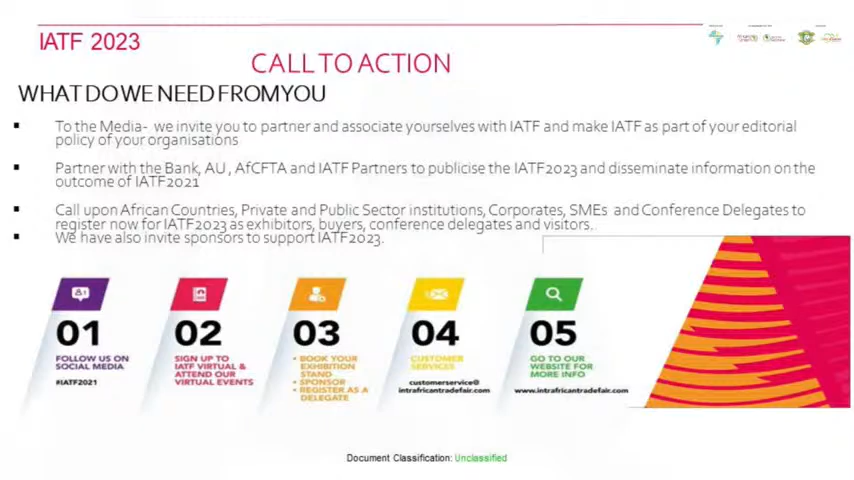 IATF 2023
CALL TO ACTION
WHAT DO WE NEED FROM YOU
To the Media- we invite you to partner and associate yourselves with IATF and make IATF as part of your editorial
policy of your organisations
Partner with the Bank, AU , AfCFTA and IATF Partners to publicise the IATF2023 and disseminate information on the
outcome of IATF2021
Call upon African Countries, Private and Public Sector institutions, Corporates, SMEs and Conference Delegates to
register now for IATF2023 as exhibitors, buyers, conference delegates and visitors.
We have also invite sponsors to support IATF2023.
01
FOLLOW US ON
SOCIAL MEDIA
#IATF2021
02
SIGN UP TO
IATF VIRTUAL &
ATTEND OUR
VIRTUAL EVENTS
03
• BOOK YOUR
EXHIBITION
STAND
• SPONSOR
• REGISTER AS A
DELEGATE
04
CUSTOMER
SERVICES
customerservice@
intrafricantradefair.com
05
GO TO OUR
WEBSITE FOR
MORE INFO
www.intrafricantradefair.com
Document Classification: Unclassified